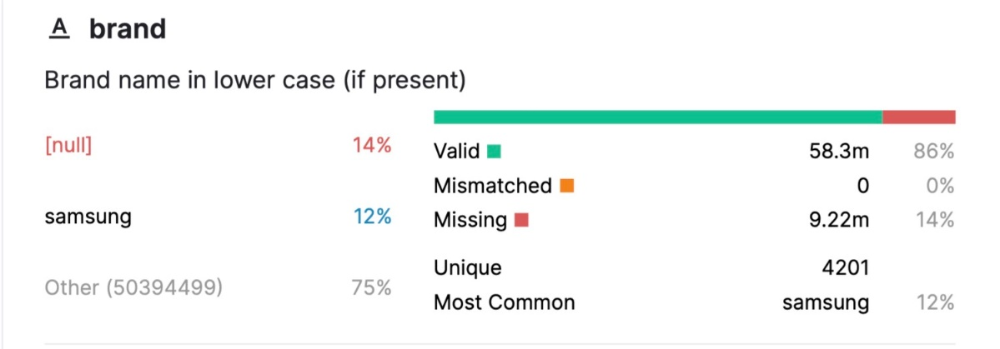 A brand
Brand name in lower case (if present)
[null] 14%
samsung 12%
Other (50394499) 75%
Valid 58.3m 86%
Mismatched 0 0%
Missing 9.22m 14%
Unique 4201
Most Common samsung 12%